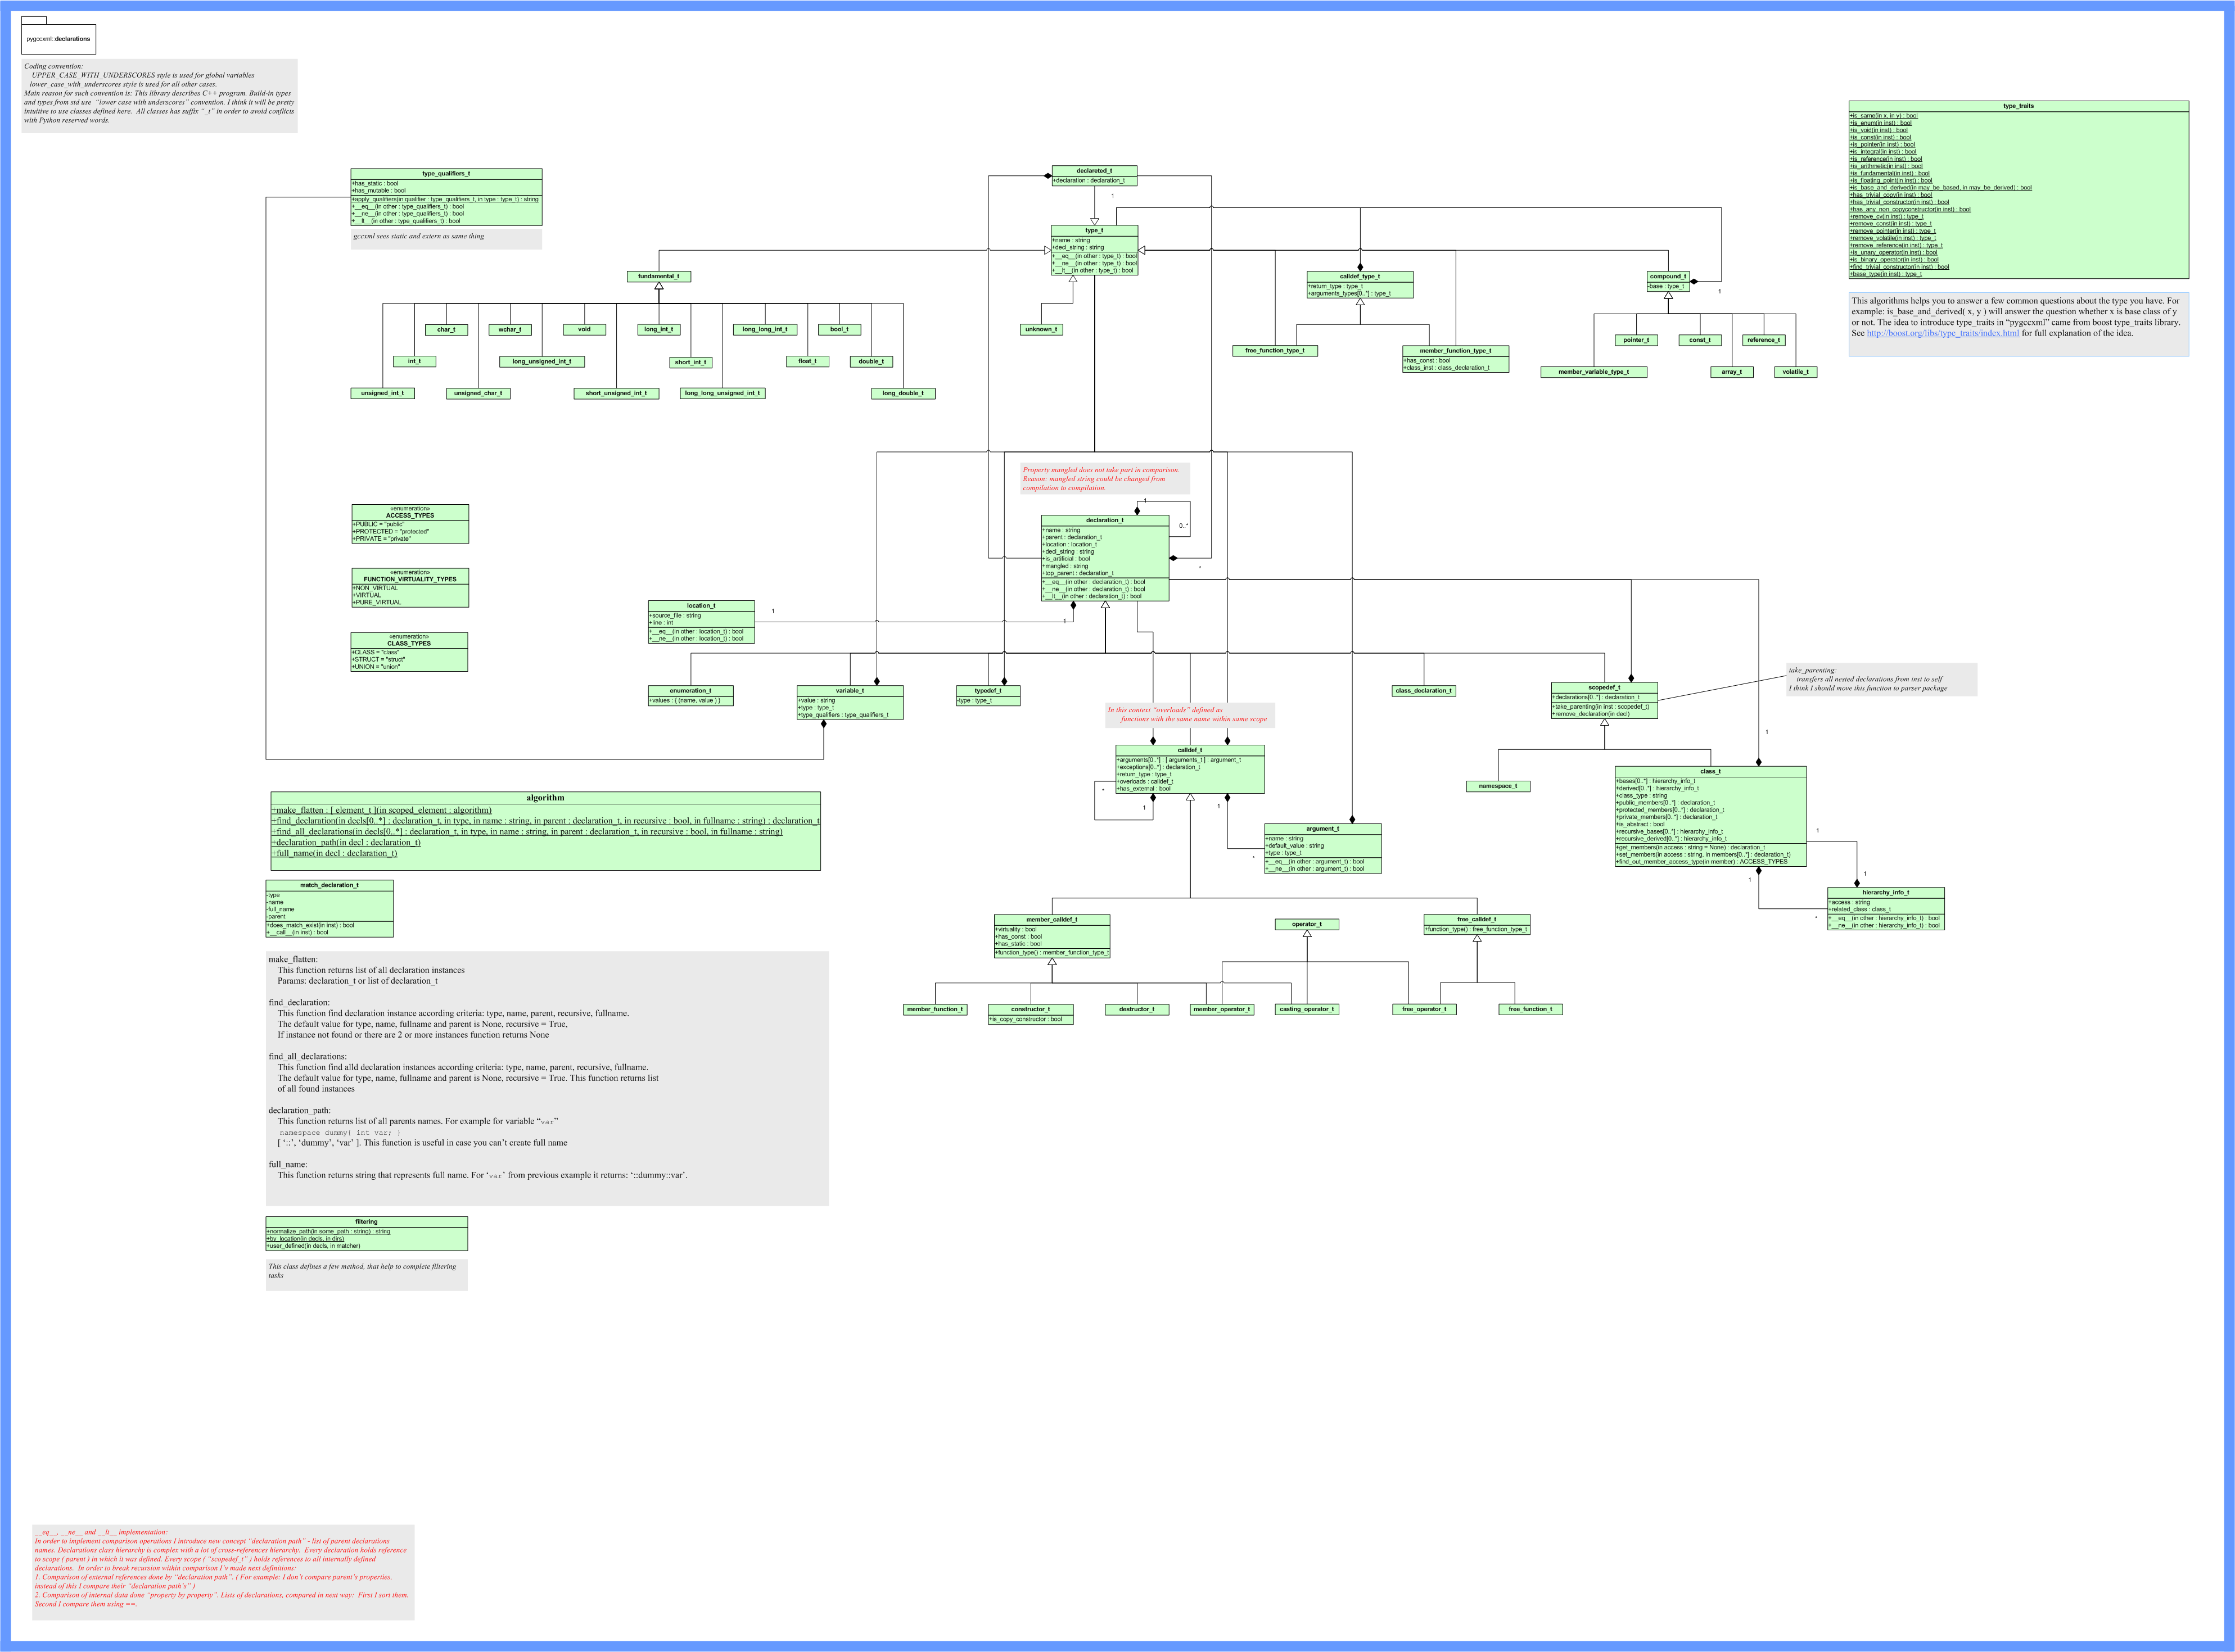 pygccxml::declarations
Coding convention:
UPPER_CASE_WITH_UNDERSCORES style is used for global variables
lower_case_with_underscores style is used for all other cases.
Main reason for such convention is: This library describes C++ program. Build-in types
and types from std use “lower case with underscores” convention. I think it will be pretty
intuitive to use classes defined here. All classes has suffix “_t” in order to avoid conflicts
with Python reserved words.
type_traits
+is_same(in x, in y) : bool
+is_enum(in inst) : bool
+is_void(in inst) : bool
+is_const(in inst) : bool
+is_pointer(in inst) : bool
+is_integral(in inst) : bool
+is_reference(in inst) : bool
+is_arithmetic(in inst) : bool
+is_fundamental(in inst) : bool
+is_floating_point(in inst) : bool
+is_base_and_derived(in may_be_based, in may_be_derived) : bool
+has_trivial_copy(in inst) : bool
+has_trivial_constructor(in inst) : bool
+has_any_non_copyconstructor(in inst) : bool
+remove_cv(in inst) : type_t
+remove_const(in inst) : type_t
+remove_pointer(in inst) : type_t
+remove_volatile(in inst) : type_t
+remove_reference(in inst) : type_t
+is_unary_operator(in inst) : bool
+is_binary_operator(in inst) : bool
+find_trivial_constructor(in inst) : bool
+base_type(in inst) : type_t
This algorithms helps you to answer a few common questions about the type you have. For
example: is_base_and_derived( x, y ) will answer the question whether x is base class of y
or not. The idea to introduce type_traits in “pygccxml” came from boost type_traits library.
See http://boost.org/libs/type_traits/index.html for full explanation of the idea.
type_qualifiers_t
+has_static : bool
+has_mutable : bool
+apply_qualifiers(in qualifier : type_qualifiers_t, in type : type_t) : string
+__eq__(in other : type_qualifiers_t) : bool
+__ne__(in other : type_qualifiers_t) : bool
+__lt__(in other : type_qualifiers_t) : bool
gccxml sees static and extern as same thing
declareted_t
+declaration : declaration_t
1
type_t
+name : string
+decl_string : string
+__eq__(in other : type_t) : bool
+__ne__(in other : type_t) : bool
+__lt__(in other : type_t) : bool
fundamental_t
calldef_type_t
+return_type : type_t
+arguments_types[0..*] : type_t
compound_t
-base : type_t
1
char_t
wchar_t
void
long_int_t
long_long_int_t
bool_t
unknown_t
int_t
long_unsigned_int_t
short_int_t
float_t
double_t
unsigned_int_t
unsigned_char_t
short_unsigned_int_t
long_long_unsigned_int_t
long_double_t
free_function_type_t
member_function_type_t
+has_const : bool
+class_inst : class_declaration_t
pointer_t
const_t
reference_t
member_variable_type_t
array_t
volatile_t
Property mangled does not take part in comparison.
Reason: mangled string could be changed from
compilation to compilation.
1
0..*
declaration_t
+name : string
+parent : declaration_t
+location : location_t
+decl_string : string
+is_artificial : bool
+mangled : string
+top_parent : declaration_t
+__eq__(in other : declaration_t) : bool
+__ne__(in other : declaration_t) : bool
+__lt__(in other : declaration_t) : bool
*
«enumeration»
ACCESS_TYPES
+PUBLIC = "public"
+PROTECTED = "protected"
+PRIVATE = "private"
«enumeration»
FUNCTION_VIRTUALITY_TYPES
+NON_VIRTUAL
+VIRTUAL
+PURE_VIRTUAL
«enumeration»
CLASS_TYPES
+CLASS = "class"
+STRUCT = "struct"
+UNION = "union"
location_t
+source_file : string
+line : int
+__eq__(in other : location_t) : bool
+__ne__(in other : location_t) : bool
1
1
enumeration_t
+values : { (name, value ) }
variable_t
+value : string
+type : type_t
+type_qualifiers : type_qualifiers_t
typedef_t
-type : type_t
class_declaration_t
scopedef_t
+declarations[0..*] : declaration_t
+take_parenting(in inst : scopedef_t)
+remove_declaration(in decl)
take_parenting:
transfers all nested declarations from inst to self
I think I should move this function to parser package
In this context “overloads” defined as
functions with the same name within same scope
calldef_t
+arguments[0..*] : [ arguments_t ] : argument_t
+exceptions[0..*] : declaration_t
+return_type : type_t
+overloads : calldef_t
+has_external : bool
*
1
1
*
argument_t
+name : string
+default_value : string
+type : type_t
+__eq__(in other : argument_t) : bool
+__ne__(in other : argument_t) : bool
namespace_t
1
class_t
+bases[0..*] : hierarchy_info_t
+derived[0..*] : hierarchy_info_t
+class_type : string
+public_members[0..*] : declaration_t
+protected_members[0..*] : declaration_t
+private_members[0..*] : declaration_t
+is_abstract : bool
+recursive_bases[0..*] : hierarchy_info_t
+recursive_derived[0..*] : hierarchy_info_t
+get_members(in access : string = None) : declaration_t
+set_members(in access : string, in members[0..*] : declaration_t)
+find_out_member_access_type(in member) : ACCESS_TYPES
1
1
1
*
hierarchy_info_t
+access : string
+related_class : class_t
+__eq__(in other : hierarchy_info_t) : bool
+__ne__(in other : hierarchy_info_t) : bool
algorithm
+make_flatten : [ element_t ](in scoped_element : algorithm)
+find_declaration(in decls[0..*] : declaration_t, in type, in name : string, in parent : declaration_t, in recursive : bool, in fullname : string) : declaration_t
+find_all_declarations(in decls[0..*] : declaration_t, in type, in name : string, in parent : declaration_t, in recursive : bool, in fullname : string)
+declaration_path(in decl : declaration_t)
+full_name(in decl : declaration_t)
match_declaration_t
-type
-name
-full_name
-parent
+does_match_exist(in inst) : bool
+__call__(in inst) : bool
member_calldef_t
+virtuality : bool
+has_const : bool
+has_static : bool
+function_type() : member_function_type_t
operator_t
free_calldef_t
+function_type() : free_function_type_t
member_function_t
constructor_t
+is_copy_constructor : bool
destructor_t
member_operator_t
casting_operator_t
free_operator_t
free_function_t
make_flatten:
This function returns list of all declaration instances
Params: declaration_t or list of declaration_t
find_declaration:
This function find declaration instance according criteria: type, name, parent, recursive, fullname.
The default value for type, name, fullname and parent is None, recursive = True,
If instance not found or there are 2 or more instances function returns None
find_all_declarations:
This function find alld declaration instances according criteria: type, name, parent, recursive, fullname.
The default value for type, name, fullname and parent is None, recursive = True. This function returns list
of all found instances
declaration_path:
This function returns list of all parents names. For example for variable “var”
namespace dummy{ int var; }
[ ‘::’, ‘dummy’, ‘var’ ]. This function is useful in case you can’t create full name
full_name:
This function returns string that represents full name. For ‘var’ from previous example it returns: ‘::dummy::var’.
filtering
+normalize_path(in some_path : string) : string
+by_location(in decls, in dirs)
+user_defined(in decls, in matcher)
This class defines a few method, that help to complete filtering
tasks
__eq__, __ne__ and __lt__ implementation:
In order to implement comparison operations I introduce new concept “declaration path” - list of parent declarations
names. Declarations class hierarchy is complex with a lot of cross-references hierarchy. Every declaration holds reference
to scope ( parent ) in which it was defined. Every scope ( “scopedef_t” ) holds references to all internally defined
declarations. In order to break recursion within comparison I`ve made next definitions:
1. Comparison of external references done by “declaration path”. ( For example: I don’t compare parent’s properties,
instead of this I compare their “declaration path’s” )
2. Comparison of internal data done “property by property”. Lists of declarations, compared in next way: First I sort them.
Second I compare them using ==.